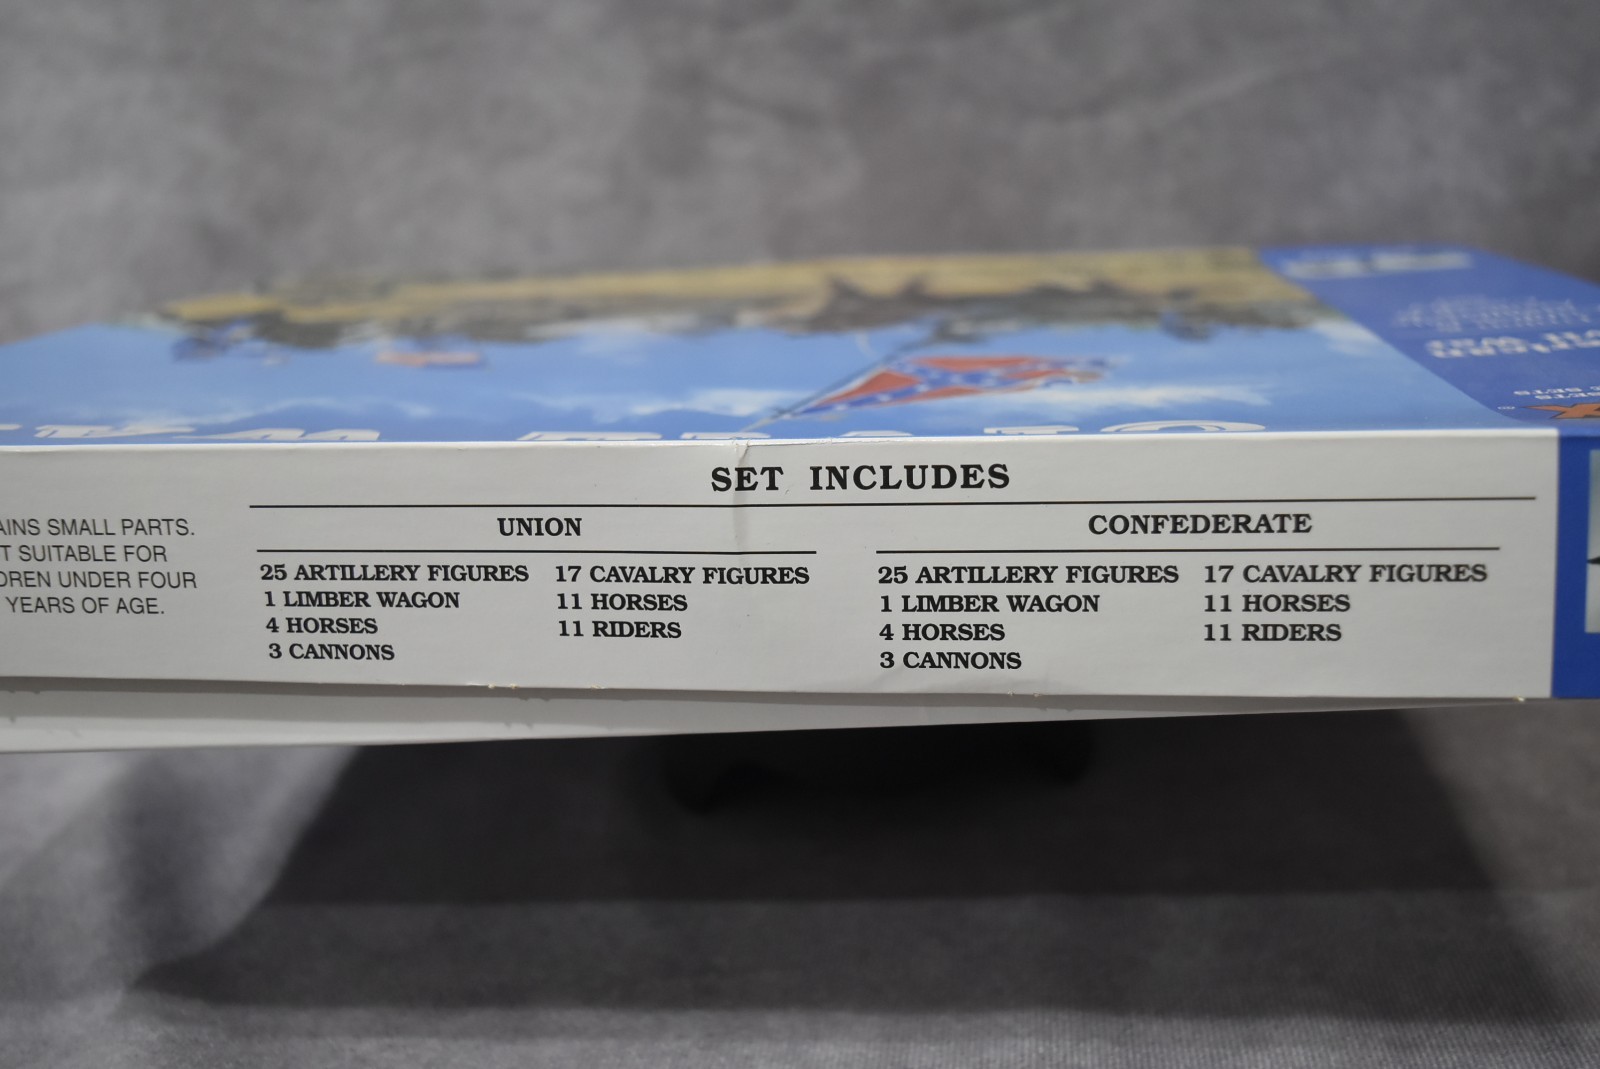 SET INCLUDES
AINS SMALL PARTS.
T SUITABLE FOR
DREN UNDER FOUR
YEARS OF AGE.
UNION
25 ARTILLERY FIGURES
1 LIMBER WAGON
4 HORSES
3 CANNONS
17 CAVALRY FIGURES
11 HORSES
11 RIDERS
CONFEDERATE
25 ARTILLERY FIGURES
1 LIMBER WAGON
4 HORSES
3 CANNONS
17 CAVALRY FIGURES
11 HORSES
11 RIDERS